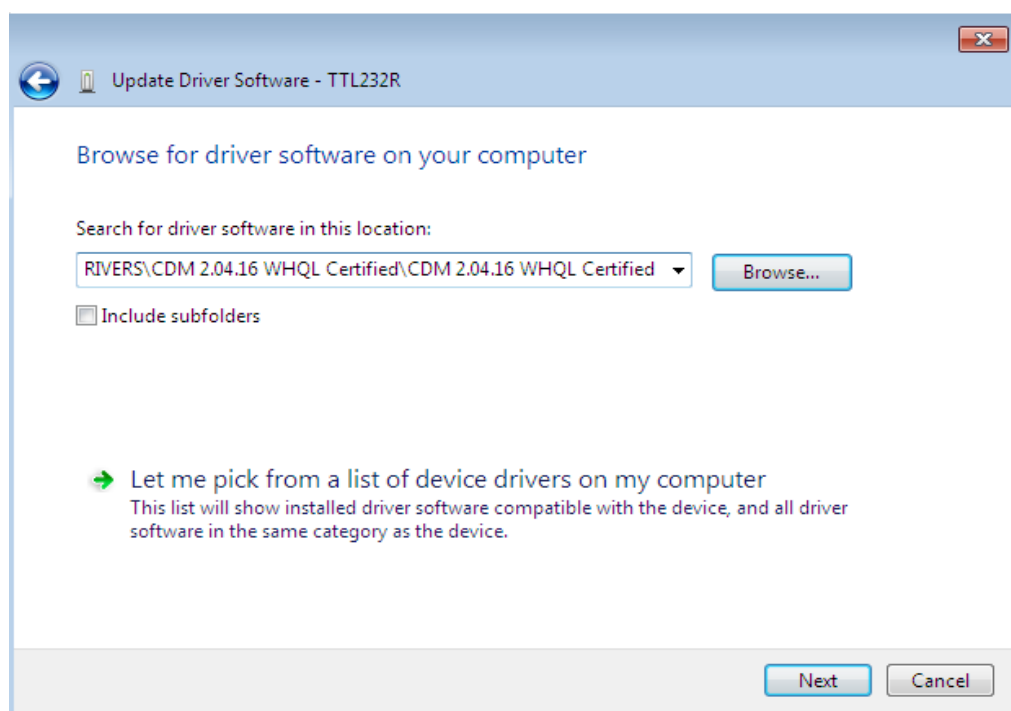 Update Driver Software - TTL232R
Browse for driver software on your computer
Search for driver software in this location:
RIVERS\CDM 2.04.16 WHQL Certified\CDM 2.04.16 WHQL Certified
Browse...
Include subfolders
Let me pick from a list of device drivers on my computer
This list will show installed driver software compatible with the device, and all driver
software in the same category as the device.
Next
Cancel